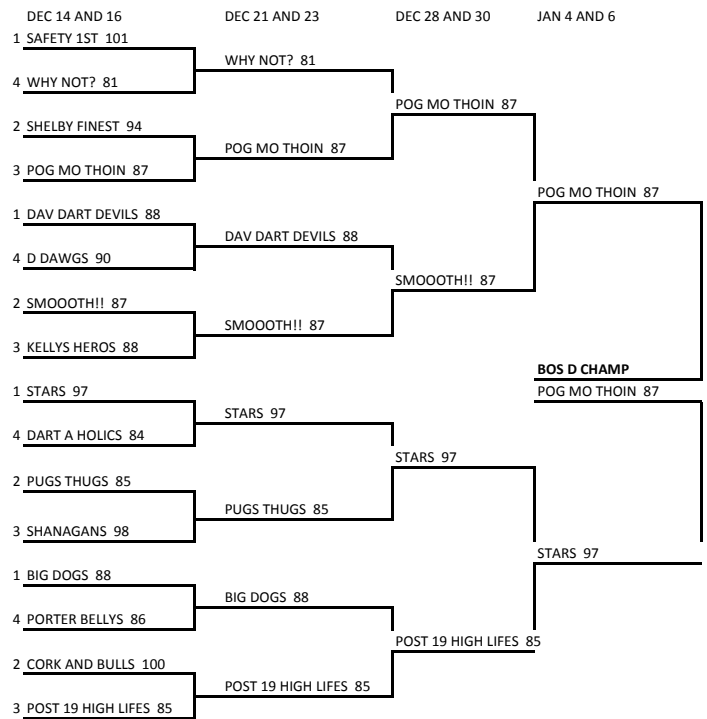 DEC 14 AND 16 DEC 21 AND 23 DEC 28 AND 30 JAN 4 AND 6
1 SAFETY 1ST 101
WHY NOT? 81
4 WHY NOT? 81
POG MO THOIN 87
2 SHELBY FINEST 94
POG MO THOIN 87
3 POG MO THOIN 87
POG MO THOIN 87
1 DAV DART DEVILS 88
DAV DART DEVILS 88
4 D DAWGS 90
SMOOOTH!! 87
2 SMOOOTH!! 87
SMOOOTH!! 87
3 KELLYS HEROS 88
BOS D CHAMP
1 STARS 97
POG MO THOIN 87
STARS 97
4 DART A HOLICS 84
STARS 97
2 PUGS THUGS 85
PUGS THUGS 85
3 SHANAGANS 98
STARS 97
1 BIG DOGS 88
BIG DOGS 88
4 PORTER BELLYS 86
POST 19 HIGH LIFES 85
2 CORK AND BULLS 100
POST 19 HIGH LIFES 85
3 POST 19 HIGH LIFES 85